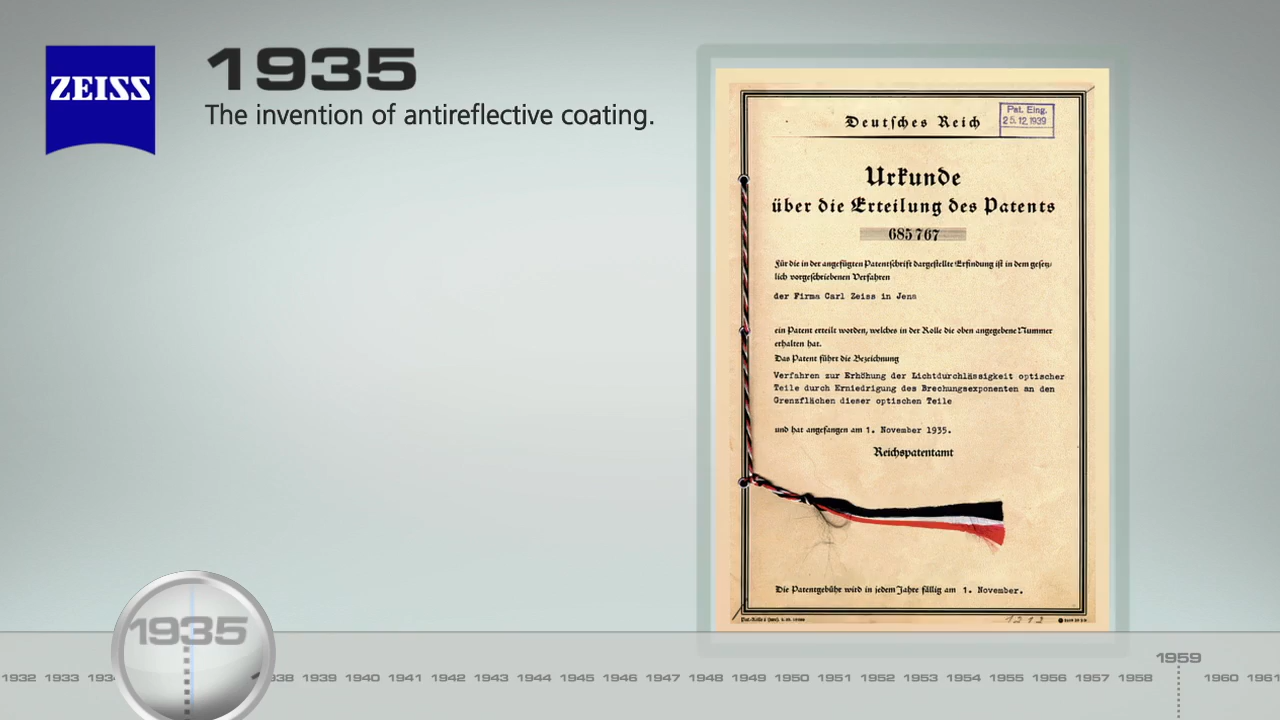 ZEISS
1935
The invention of antireflective coating.
Deutsches Reich
Pat. Eing.
25.12.1939
Urkunde
über die Erteilung des Patents
685767
Für die in der angefügten Patentschrift dargestellte Erfindung ist in dem gesetz-
lich vorgeschriebenen Verfahren
der Firma Carl Zeiss in Jena
ein Patent erteilt worden, welches in der Rolle die oben angegebene Nummer
erhalten hat.
Das Patent führt die Bezeichnung
Verfahren zur Erhöhung der Lichtdurchlässigkeit optischer
Teile durch Erniedrigung des Brechungsexponenten an den
Grenzflächen dieser optischen Teile
und hat angefangen am 1. November 1935.
Reichspatentamt
Die Patentgebühr wird in jedem Jahre fällig am 1. November.
1935
1959
1932 1933 1938 1939 1940 1941 1942 1943 1944 1945 1946 1947 1948 1949 1950 1951 1952 1953 1954 1955 1956 1957 1958 1960 1961